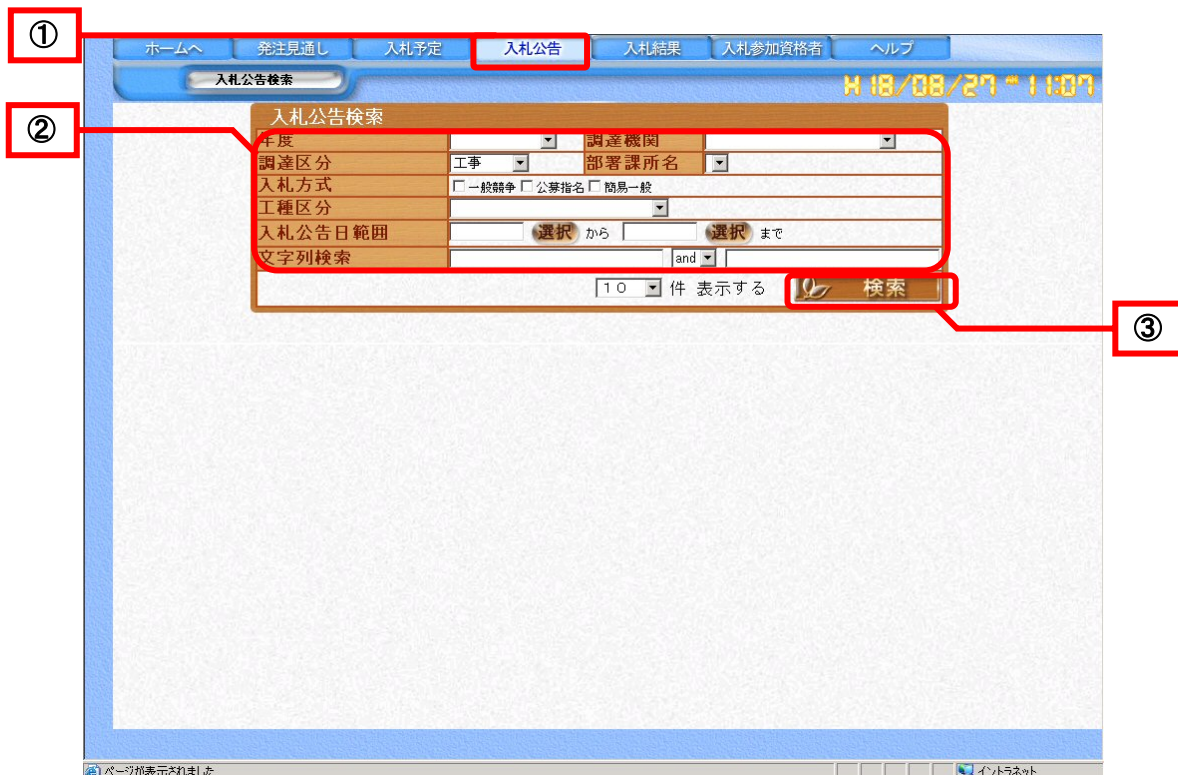 ①
ホームへ 発注見通し 入札予定 入札公告 入札結果 入札参加資格者 ヘルプ
入札公告検索
H18/08/27 AM 11:07
②
入札公告検索
年度 調達機関
調達区分 工事 部署課所名
入札方式 一般競争 公募指名 簡易一般
工種区分
入札公告日範囲 選択 から 選択 まで
文字列検索 and
10 件 表示する 検索
③
ページが表示されました イントラネット